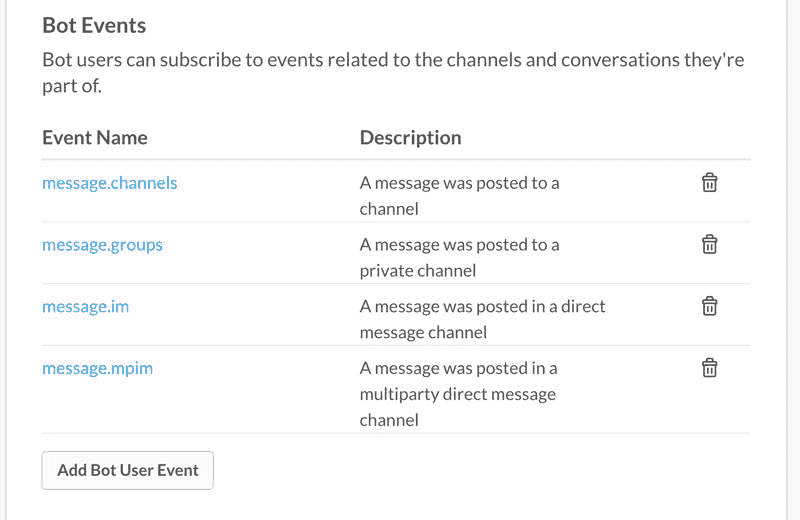 Bot Events
Bot users can subscribe to events related to the channels and conversations they're
part of.
Event Name Description
message.channels A message was posted to a
channel
message.groups A message was posted to a
private channel
message.im A message was posted in a direct
message channel
message.mpim A message was posted in a
multiparty direct message
channel
Add Bot User Event